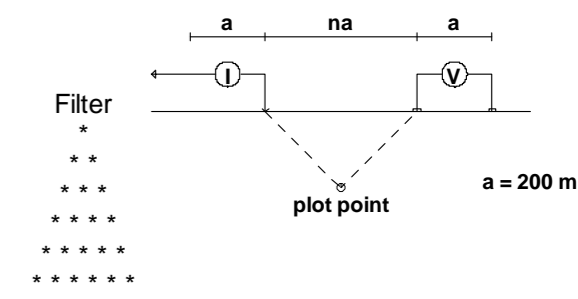 a na a
I V
Filter
*
* *
* * *
* * * *
* * * * *
* * * * * *
a = 200 m
plot point